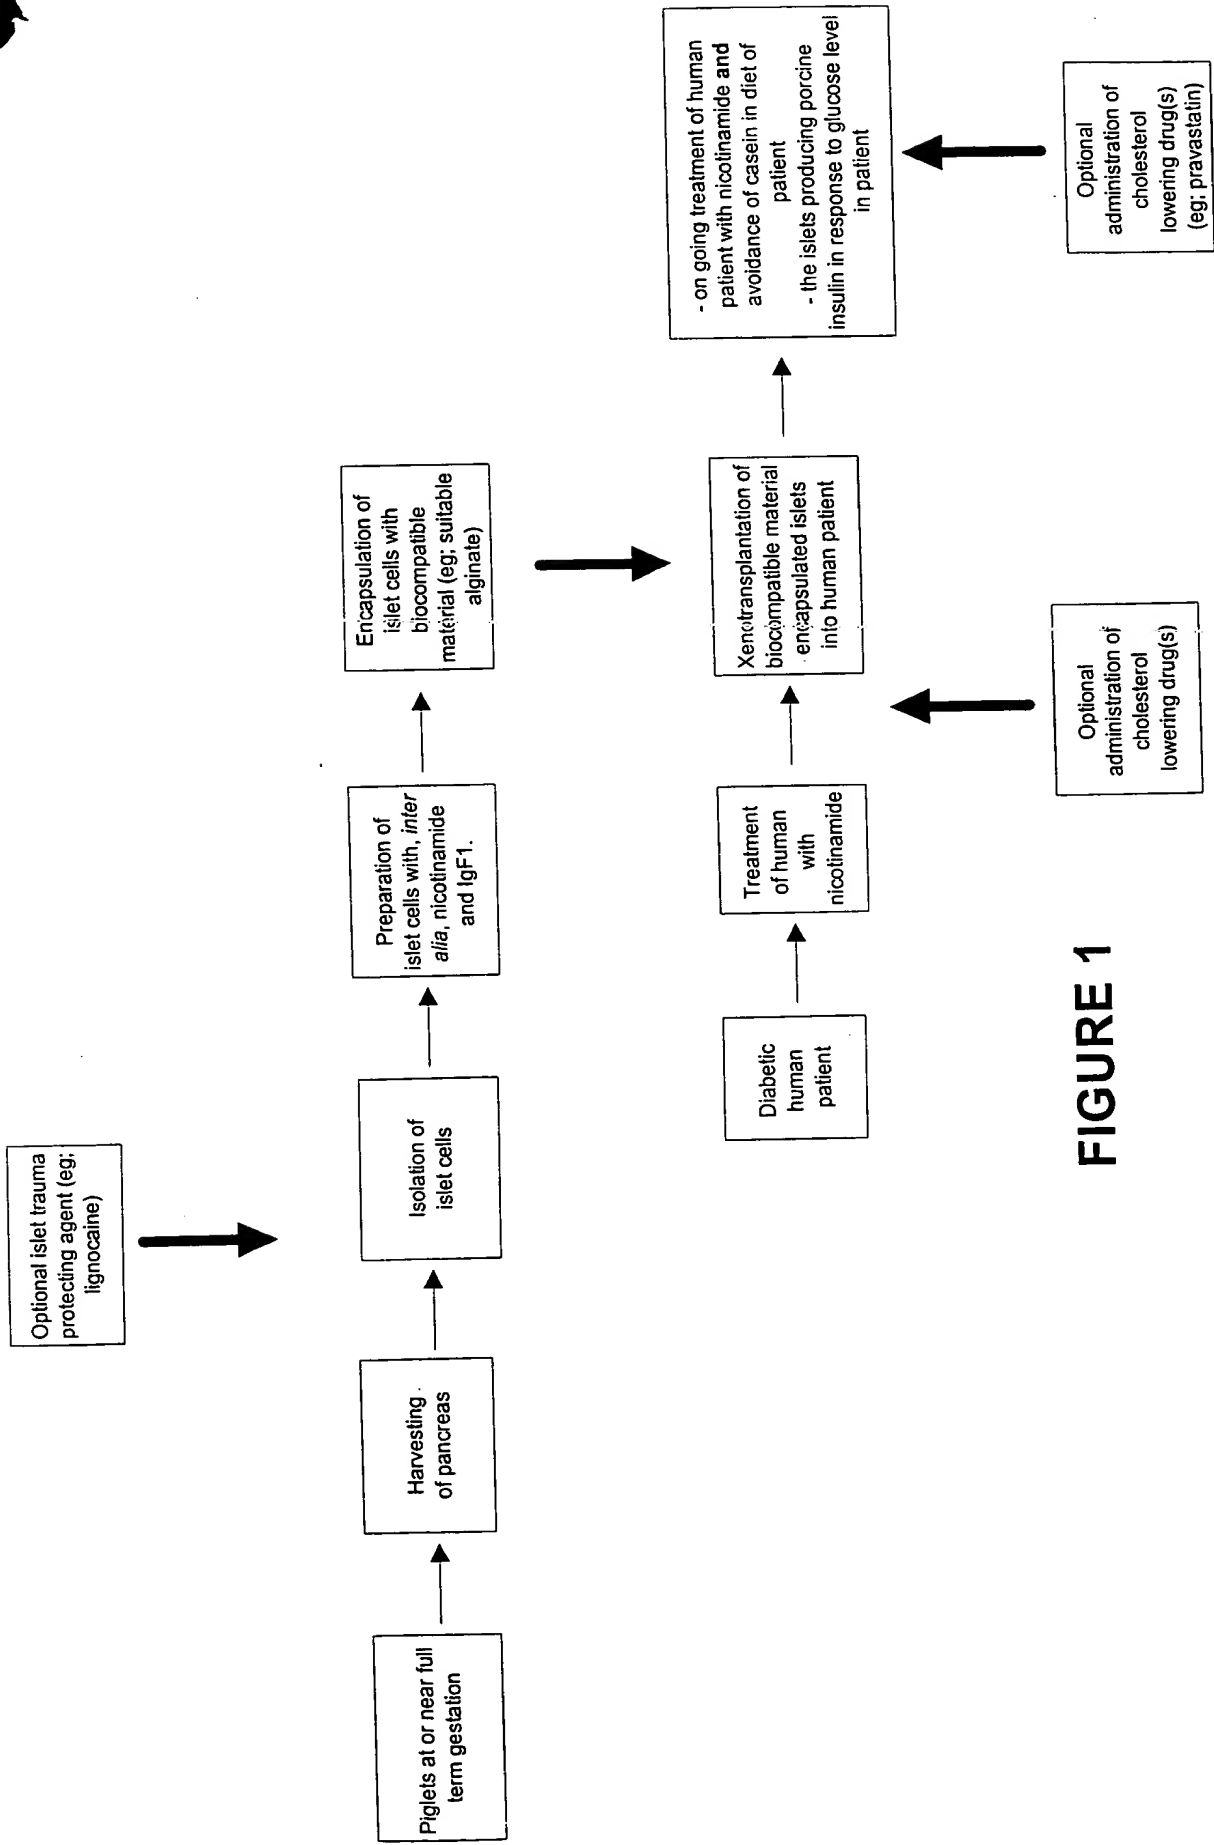 Optional islet trauma
protecting agent (eg;
lignocaine)
Piglets at or near full
term gestation
Harvesting
of pancreas
Isolation of
islet cells
Preparation of
islet cells with, inter
alia, nicotinamide
and IgF1.
Encapsulation of
islet cells with
biocompatible
material (eg; suitable
alginate)
Diabetic
human
patient
Treatment
of human
with
nicotinamide
Xenotransplantation of
biocompatible material
encapsulated islets
into human patient
- on going treatment of human
patient with nicotinamide and
avoidance of casein in diet of
patient
- the islets producing porcine
insulin in response to glucose level
in patient
Optional
administration of
cholesterol
lowering drug(s)
Optional
administration of
cholesterol
lowering drug(s)
(eg; pravastatin)
FIGURE 1